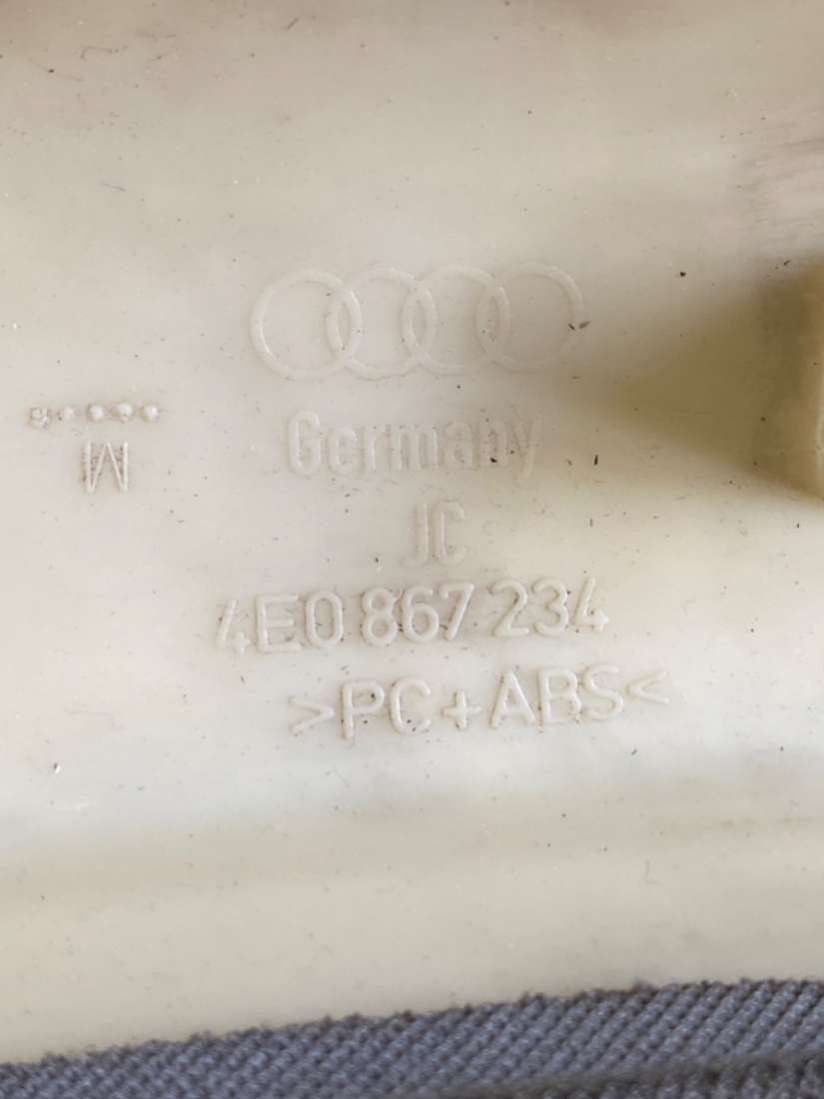 Germany
M
JC
4E0 867 234
>PC+ABS<